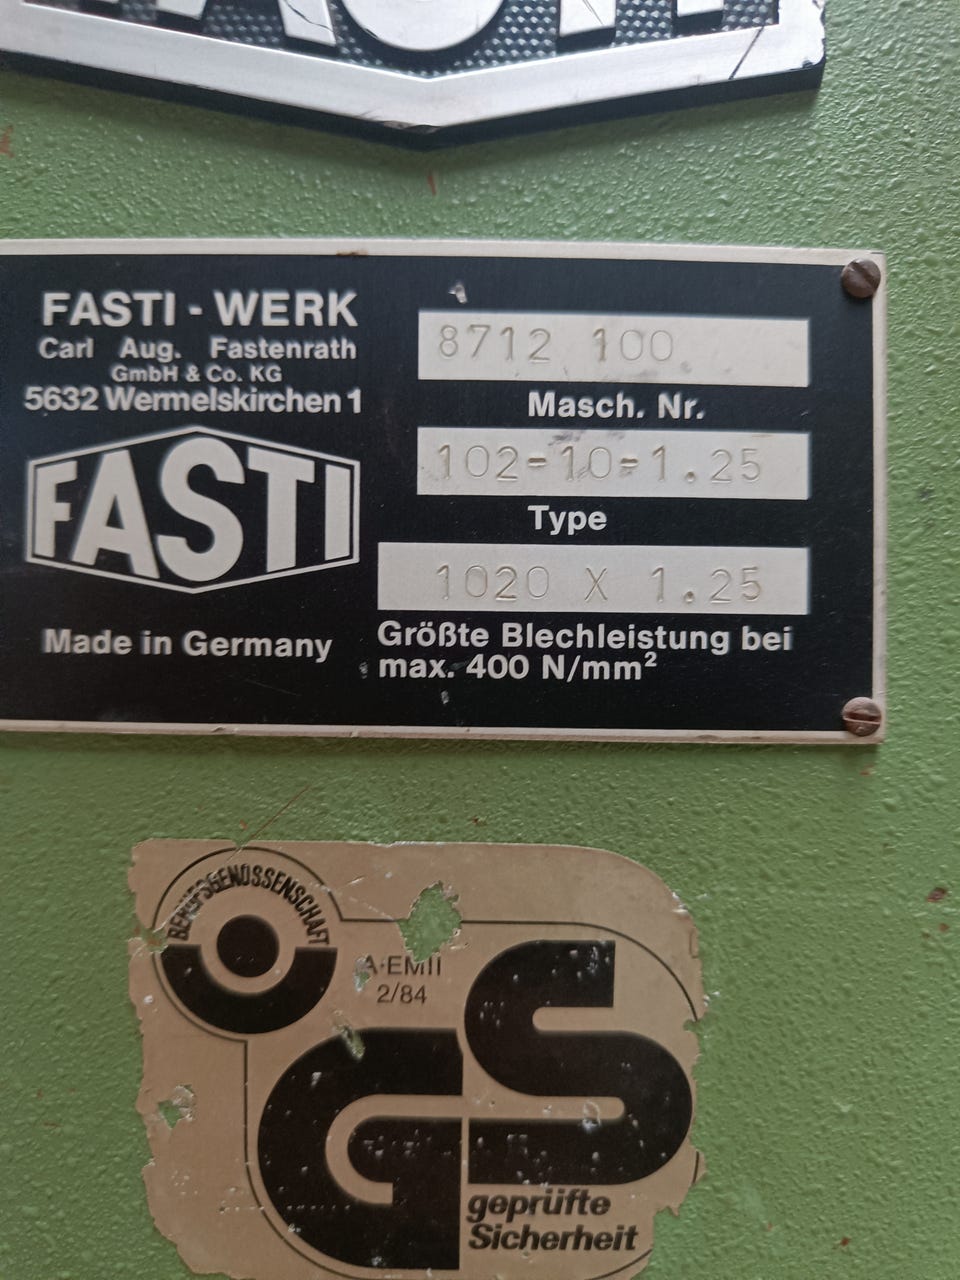 FASTI
FASTI - WERK
Carl Aug. Fastenrath
GmbH & Co. KG
5632 Wermelskirchen 1
FASTI
Made in Germany
8712 100
Masch. Nr.
102-10-1.25
Type
1020 X 1.25
Größte Blechleistung bei
max. 400 N/mm²
BERUFSGENOSSENSCHAFT
A·EMII
2/84
GS
geprüfte
Sicherheit